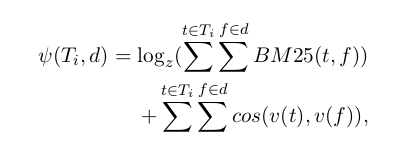 ψ(T_i, d) = log_z(∑^{t∈T_i} ∑^{f∈d} BM25(t, f))
+ ∑^{t∈T_i} ∑^{f∈d} cos(v(t), v(f)),